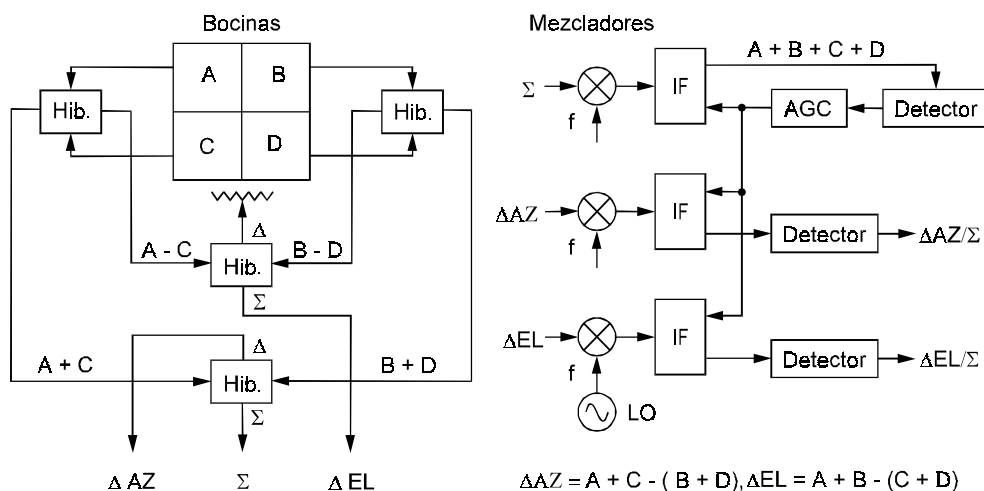 Bocinas
A B
Hib. Hib.
C D
Δ
A - C B - D
Hib.
Σ
Δ
A + C B + D
Hib.
Σ
Δ AZ Σ Δ EL
Mezcladores
A + B + C + D
Σ IF
AGC Detector
f
ΔAZ IF
Detector ΔAZ/Σ
f
ΔEL IF
Detector ΔEL/Σ
f
LO
ΔAZ = A + C - ( B + D), ΔEL = A + B - (C + D)